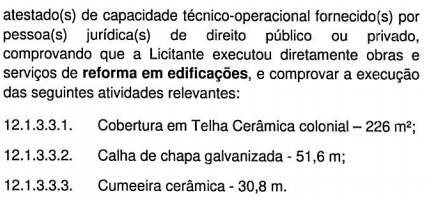 atestado(s) de capacidade técnico-operacional fornecido(s) por
pessoa(s) jurídica(s) de direito público ou privado,
comprovando que a Licitante executou diretamente obras e
serviços de reforma em edificações, e comprovar a execução
das seguintes atividades relevantes:
12.1.3.3.1. Cobertura em Telha Cerâmica colonial – 226 m²;
12.1.3.3.2. Calha de chapa galvanizada - 51,6 m;
12.1.3.3.3. Cumeeira cerâmica - 30,8 m.